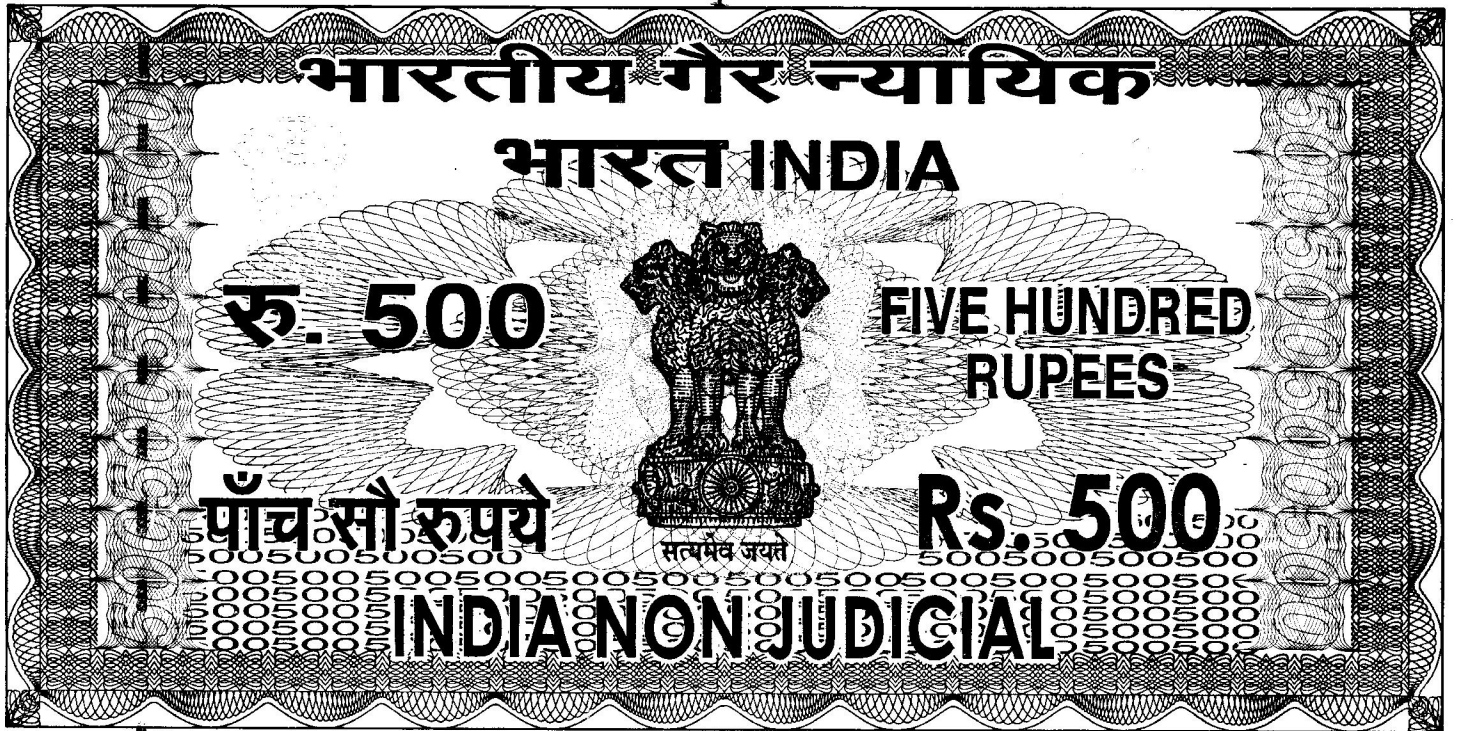 भारतीय गैर न्यायिक
भारत INDIA
रु. 500
FIVE HUNDRED
RUPEES
पाँच सौ रुपये
Rs. 500
सत्यमेव जयते
INDIA NON JUDICIAL